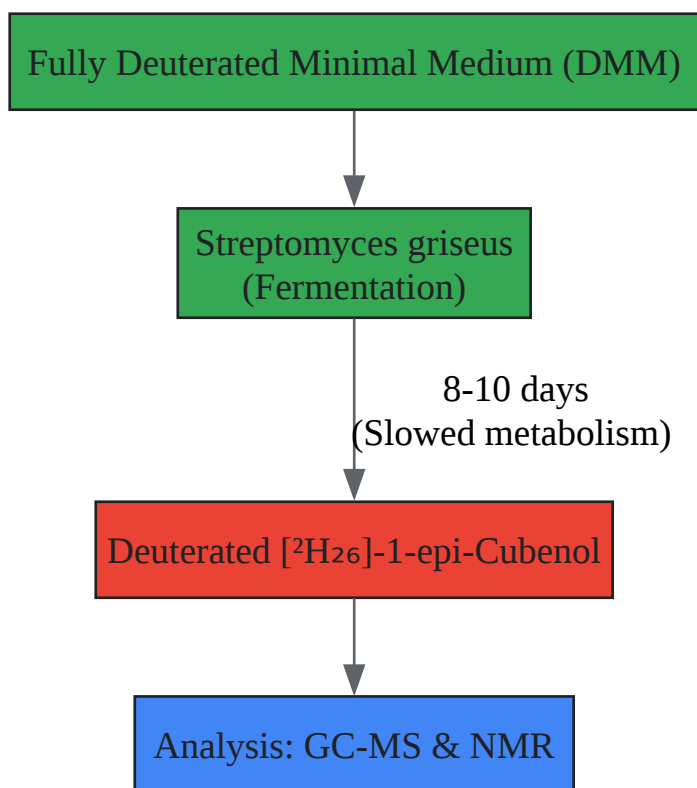 Fully Deuterated Minimal Medium (DMM)
Streptomyces griseus
(Fermentation)
8-10 days
(Slowed metabolism)
Deuterated [²H₂₆]-1-epi-Cubenol
Analysis: GC-MS & NMR